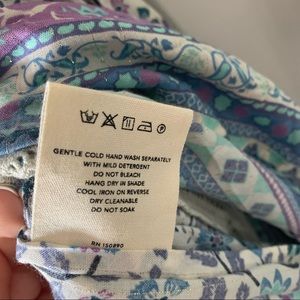 GENTLE COLD HAND WASH SEPARATELY
WITH MILD DETERGENT
DO NOT BLEACH
HANG DRY IN SHADE
COOL IRON ON REVERSE
DRY CLEANABLE
DO NOT SOAK
RN 150890